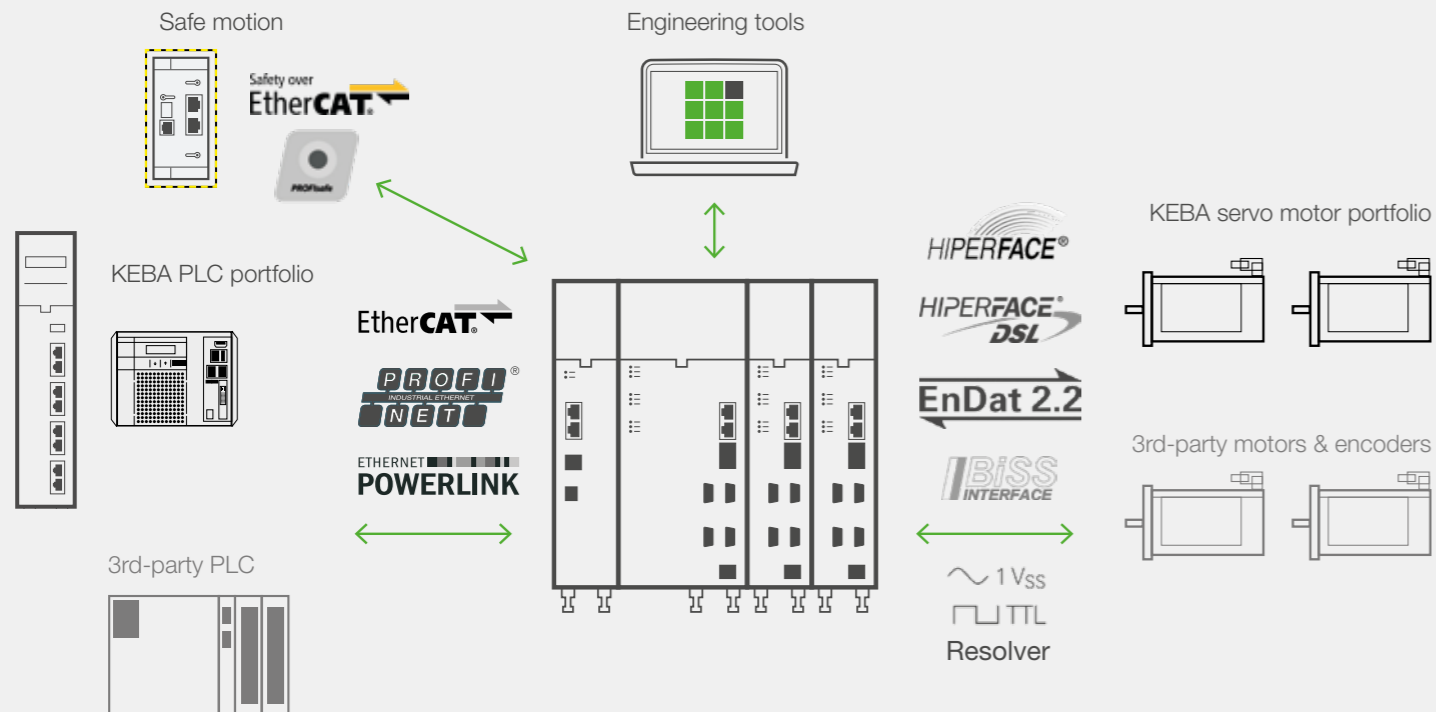 Safe motion
Safety over
EtherCAT®
PROFIsafe
Engineering tools
KEBA PLC portfolio
EtherCAT®
PROFI®
INDUSTRIAL ETHERNET
NET
ETHERNET
POWERLINK
3rd-party PLC
HIPERFACE®
HIPERFACE®
DSL
EnDat 2.2
BiSS
INTERFACE
1 Vss
TTL
Resolver
KEBA servo motor portfolio
3rd-party motors & encoders